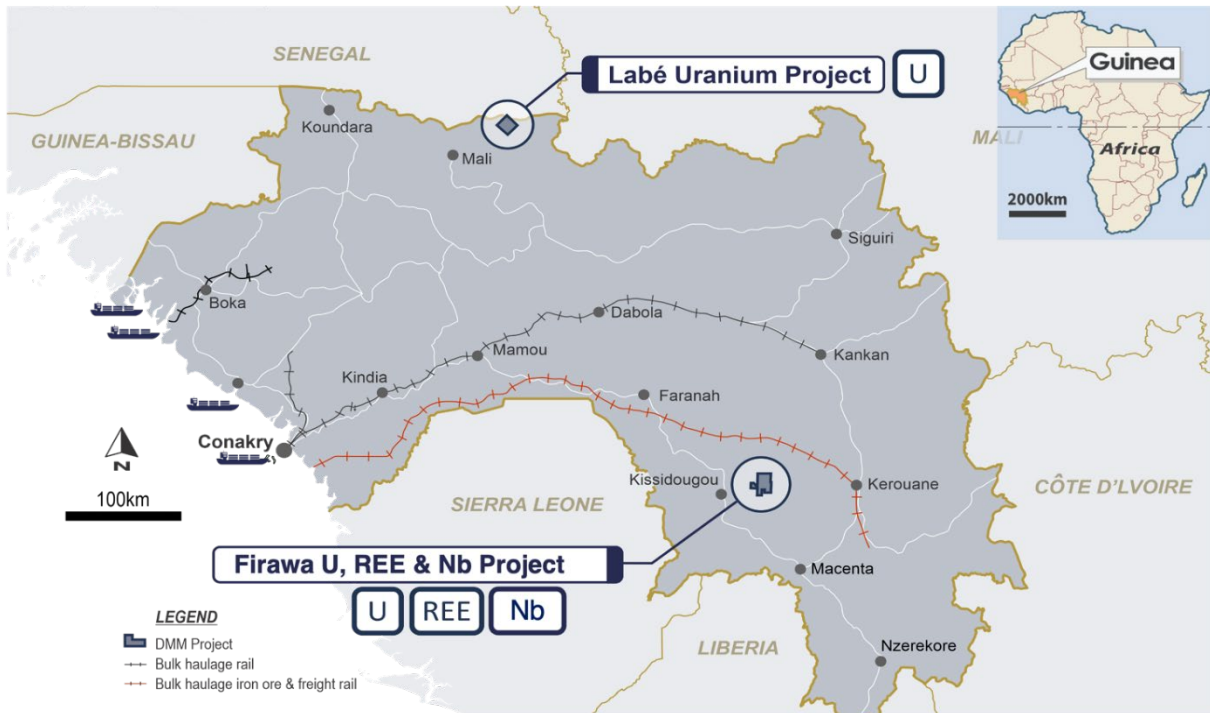 SENEGAL
Labé Uranium Project
U
Guinea
Koundara
GUINEA-BISSAU
Mali
MALI
Africa
2000km
Siguiri
Boka
Dabola
Mamou
Kankan
Kindia
Faranah
Conakry
N
100km
Kissidougou
Kerouane
SIERRA LEONE
CÔTE D'LVOIRE
Firawa U, REE & Nb Project
U
REE
Nb
Macenta
LIBERIA
Nzerekore
LEGEND
DMM Project
Bulk haulage rail
Bulk haulage iron ore & freight rail